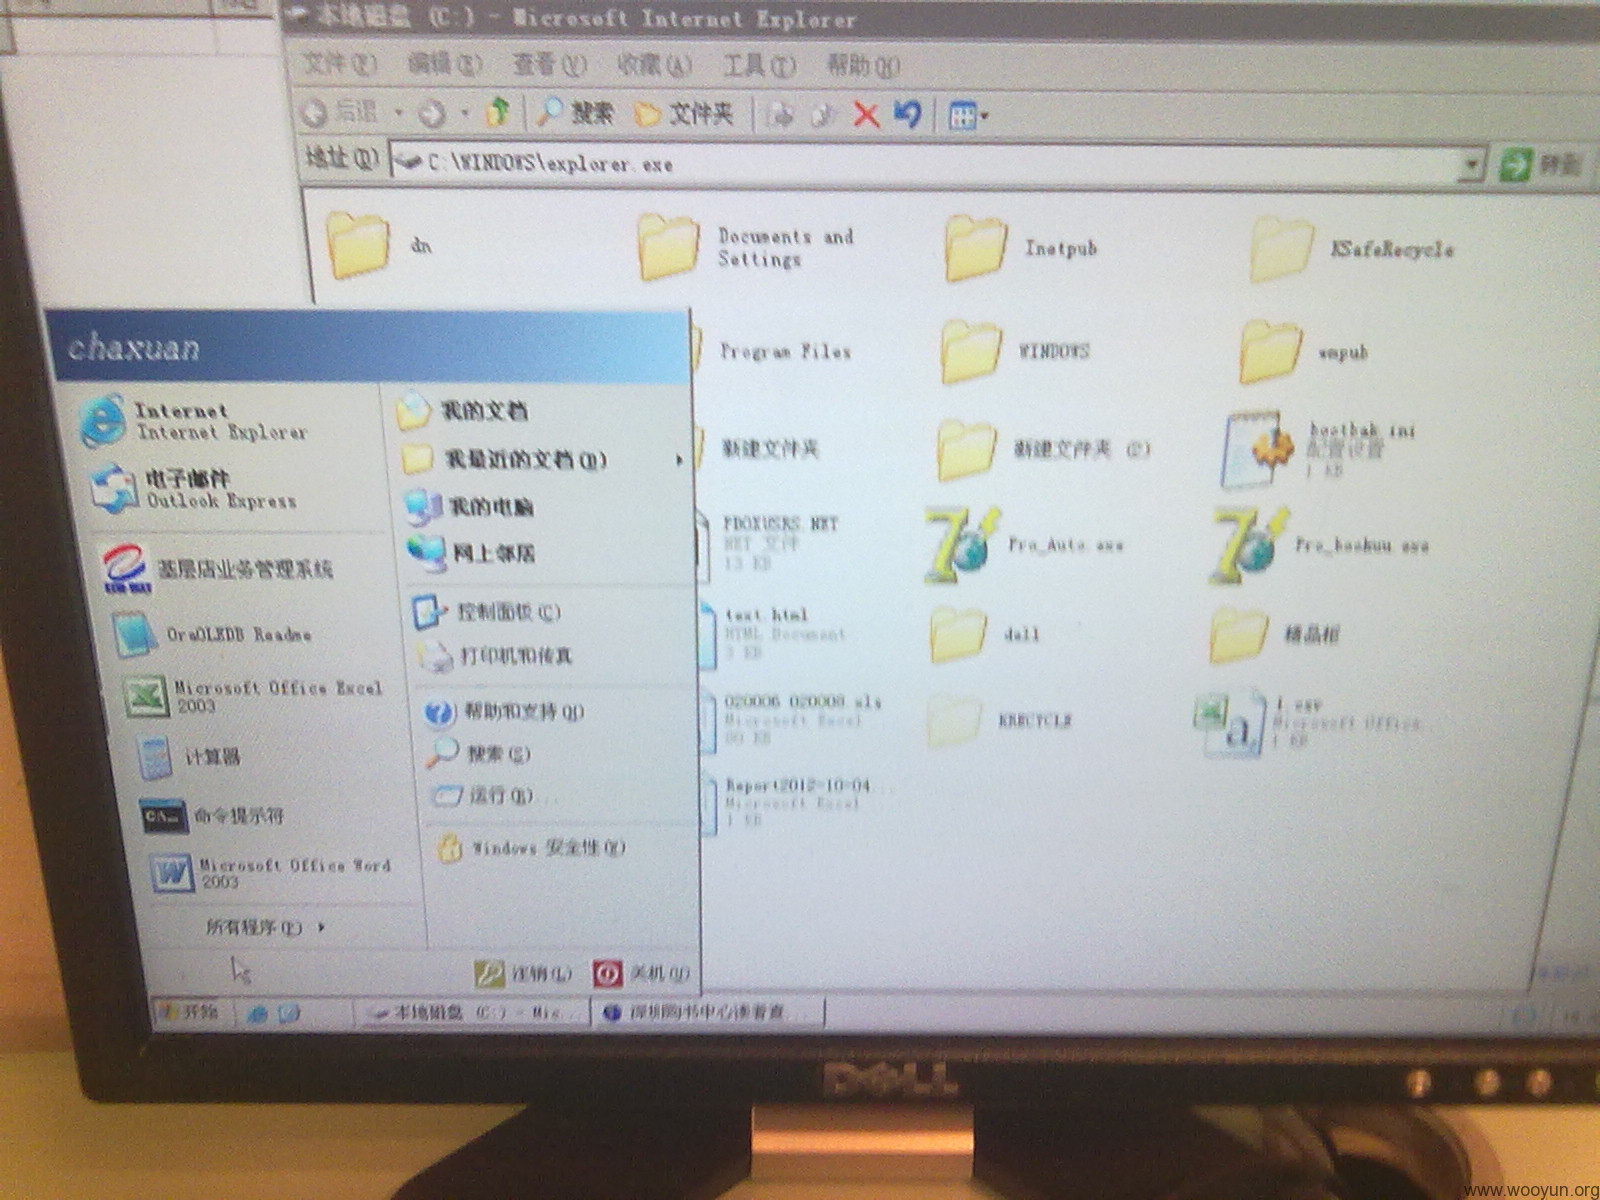 本地磁盘 (C:) - Microsoft Internet Explorer
文件(F) 编辑(E) 查看(V) 收藏(A) 工具(T) 帮助(H)
后退 搜索 文件夹
地址(D) C:\WINDOWS\explorer.exe 转到
dn
Documents and
Settings
Inetpub
KSafeRecycle
Program Files
WINDOWS
wmpub
新建文件夹
新建文件夹 (2)
bootbak.ini
配置设置
1 KB
PDOXUSRS.NET
NET 文件
13 KB
Pro_Auto.exe
Pro_hookuu.exe
test.html
HTML Document
3 KB
dell
精品柜
020006_020008.xls
Microsoft Excel
KRECYCLE
1.csv
Microsoft Office
1 KB
Report2012-10-04...
Microsoft Excel
1 KB
chaxuan
Internet
Internet Explorer
电子邮件
Outlook Express
基层店业务管理系统
OraOLEDB Readme
Microsoft Office Excel
2003
计算器
C:\_
命令提示符
Microsoft Office Word
2003
所有程序(P)
我的文档
我最近的文档(D)
我的电脑
网上邻居
控制面板(C)
打印机和传真
帮助和支持(H)
搜索(S)
运行(R)...
Windows 安全性(W)
注销(L) 关机(U)
开始 本地磁盘 (C:) - Mic... 深圳购书中心读者查...
DELL
www.wooyun.org